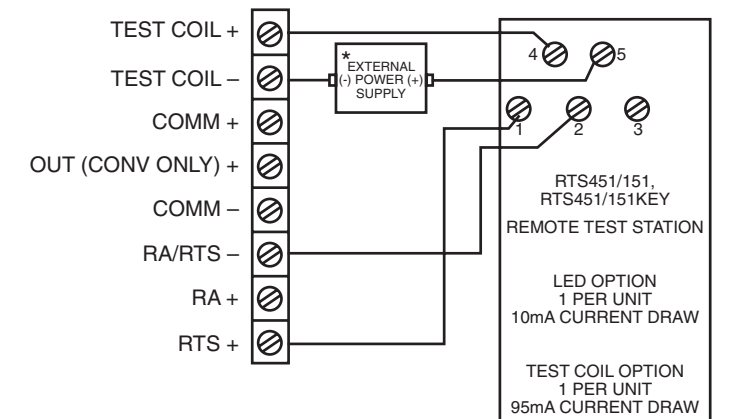 TEST COIL +
TEST COIL –
COMM +
OUT (CONV ONLY) +
COMM –
RA/RTS –
RA +
RTS +
*
EXTERNAL
(-) POWER (+)
SUPPLY
4
5
1
2
3
RTS451/151,
RTS451/151KEY
REMOTE TEST STATION
LED OPTION
1 PER UNIT
10mA CURRENT DRAW
TEST COIL OPTION
1 PER UNIT
95mA CURRENT DRAW